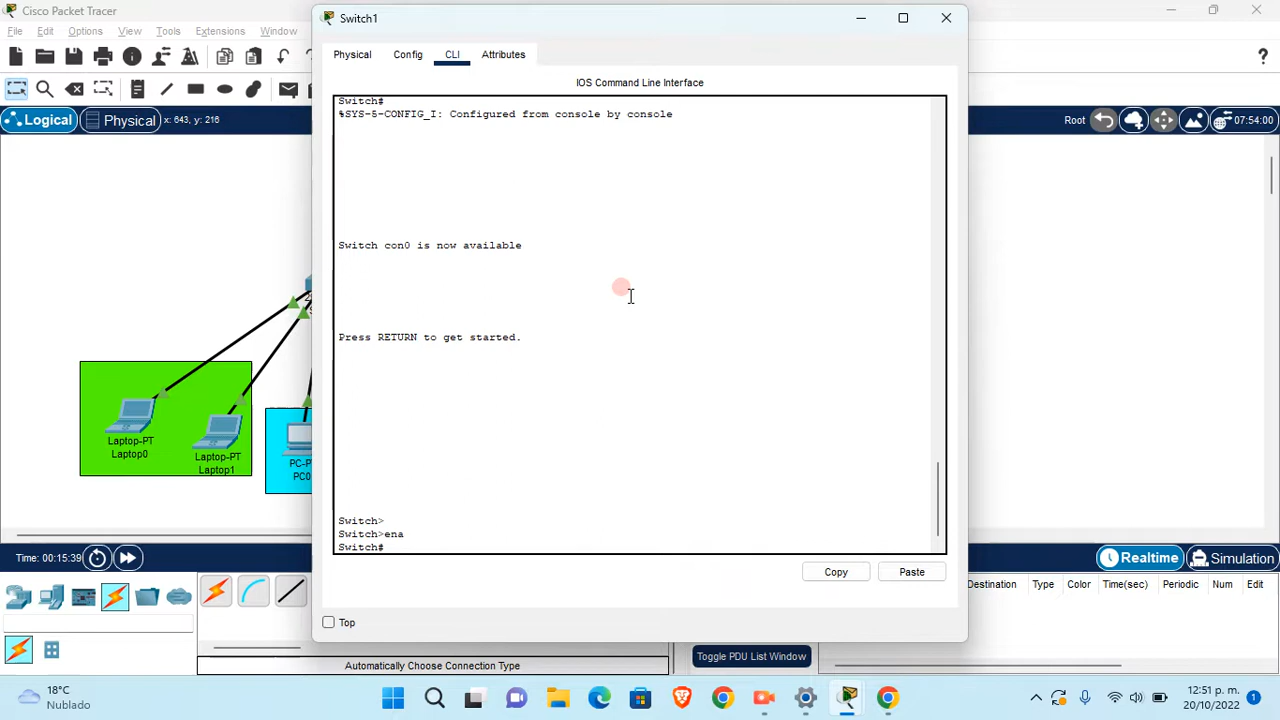 Cisco Packet Tracer
Switch1
File Edit Options View Tools Extensions Window
Physical Config CLI Attributes
IOS Command Line Interface
Logical Physical x: 643, y: 216
Root 07:54:00
Switch#
%SYS-5-CONFIG_I: Configured from console by console
Switch con0 is now available
Press RETURN to get started.
Switch>
Switch>ena
Switch#
Laptop-PT
Laptop0
Laptop-PT
Laptop1
PC0
Copy Paste
Top
Time: 00:15:39
Realtime Simulation
Type Color Time(sec) Periodic Num Edit
Toggle PDU List Window
Automatically Choose Connection Type
18°C
Nublado
12:51 p. m.
20/10/2022
1